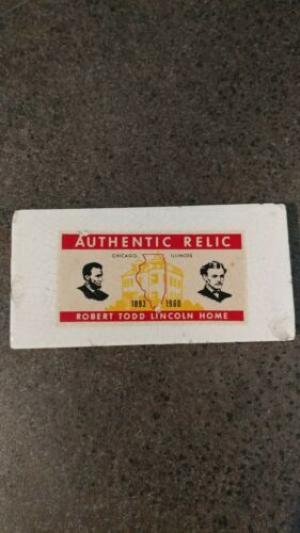 AUTHENTIC RELIC
CHICAGO, ILLINOIS
1893 1960
ROBERT TODD LINCOLN HOME